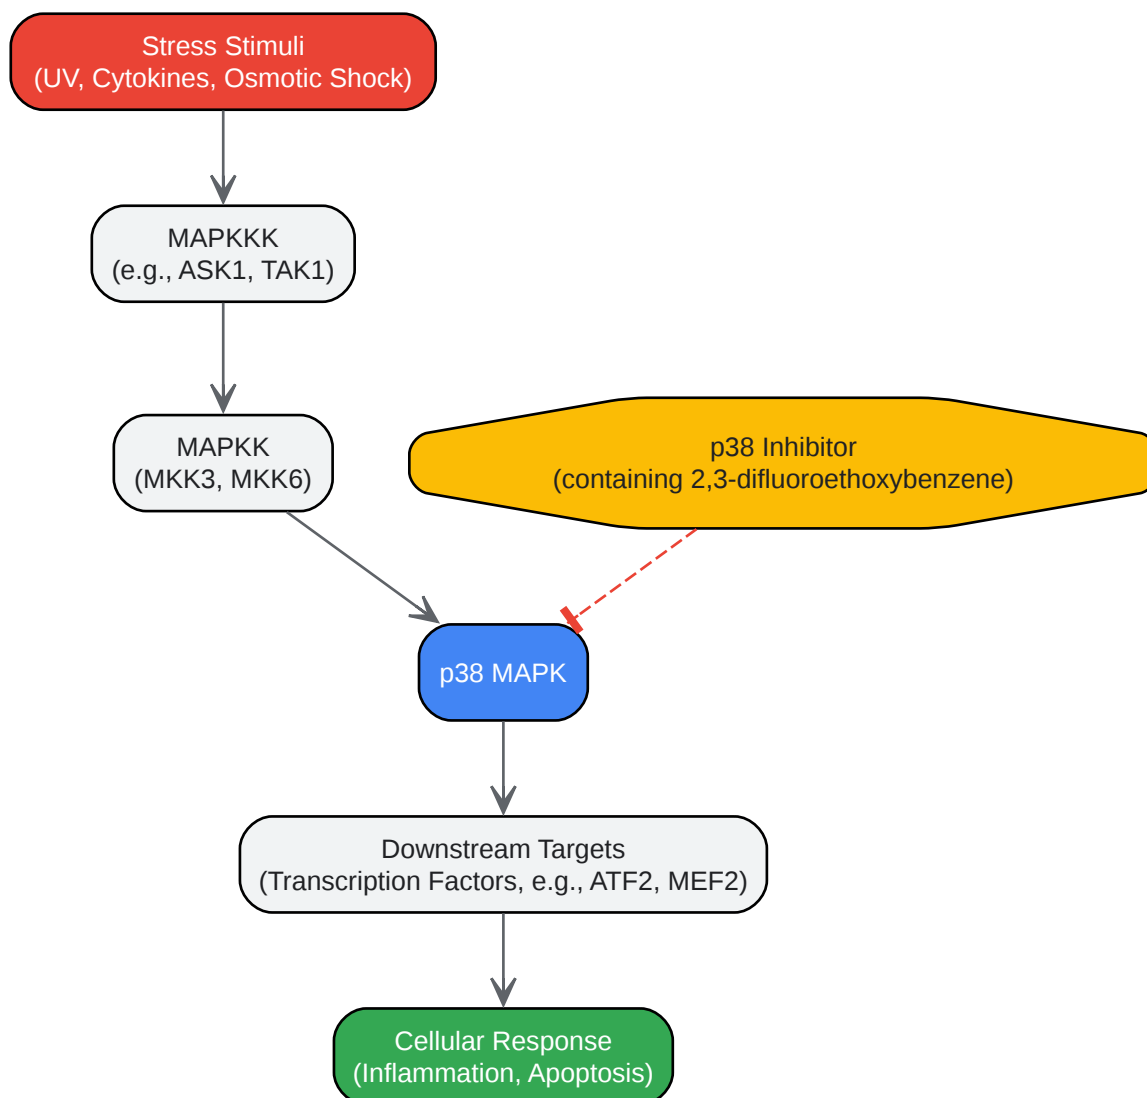 Stress Stimuli
(UV, Cytokines, Osmotic Shock)
MAPKKK
(e.g., ASK1, TAK1)
MAPKK
(MKK3, MKK6)
p38 Inhibitor
(containing 2,3-difluoroethoxybenzene)
p38 MAPK
Downstream Targets
(Transcription Factors, e.g., ATF2, MEF2)
Cellular Response
(Inflammation, Apoptosis)